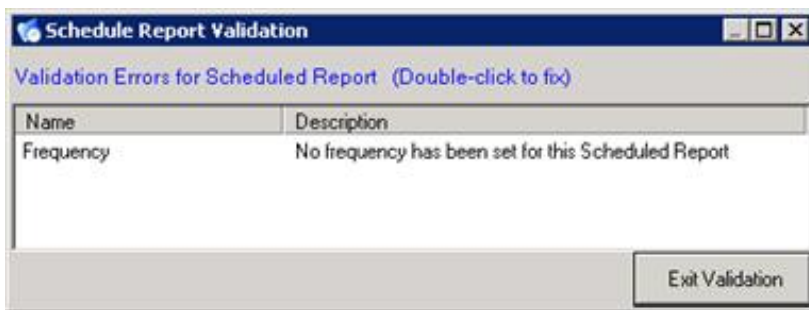 Schedule Report Validation
Validation Errors for Scheduled Report (Double-click to fix)
Name Description
Frequency No frequency has been set for this Scheduled Report
Exit Validation